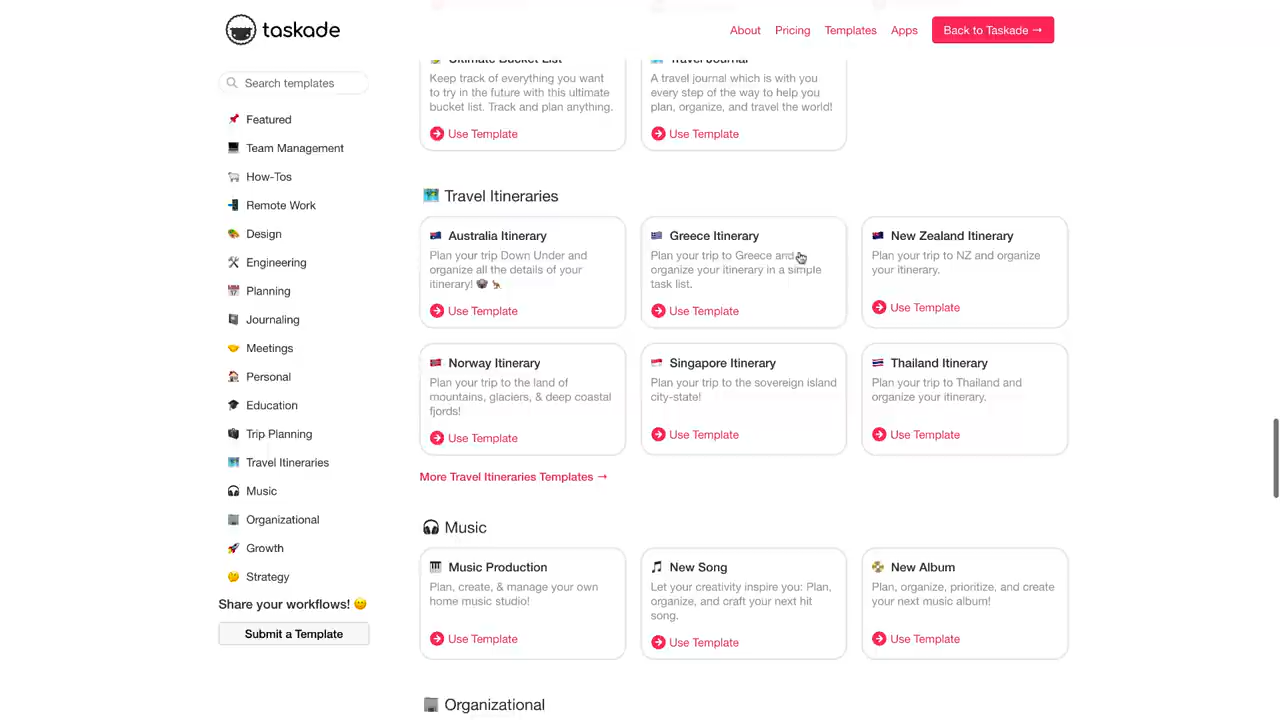 taskade
About
Pricing
Templates
Apps
Back to Taskade →
Search templates
Featured
Team Management
How-Tos
Remote Work
Design
Engineering
Planning
Journaling
Meetings
Personal
Education
Trip Planning
Travel Itineraries
Music
Organizational
Growth
Strategy
Share your workflows!
Submit a Template
Ultimate Bucket List
Keep track of everything you want
to try in the future with this ultimate
bucket list. Track and plan anything.
Use Template
Travel Journal
A travel journal which is with you
every step of the way to help you
plan, organize, and travel the world!
Use Template
Travel Itineraries
Australia Itinerary
Plan your trip Down Under and
organize all the details of your
itinerary!
Use Template
Greece Itinerary
Plan your trip to Greece and
organize your itinerary in a simple
task list.
Use Template
New Zealand Itinerary
Plan your trip to NZ and organize
your itinerary.
Use Template
Norway Itinerary
Plan your trip to the land of
mountains, glaciers, & deep coastal
fjords!
Use Template
Singapore Itinerary
Plan your trip to the sovereign island
city-state!
Use Template
Thailand Itinerary
Plan your trip to Thailand and
organize your itinerary.
Use Template
More Travel Itineraries Templates →
Music
Music Production
Plan, create, & manage your own
home music studio!
Use Template
New Song
Let your creativity inspire you: Plan,
organize, and craft your next hit
song.
Use Template
New Album
Plan, organize, prioritize, and create
your next music album!
Use Template
Organizational